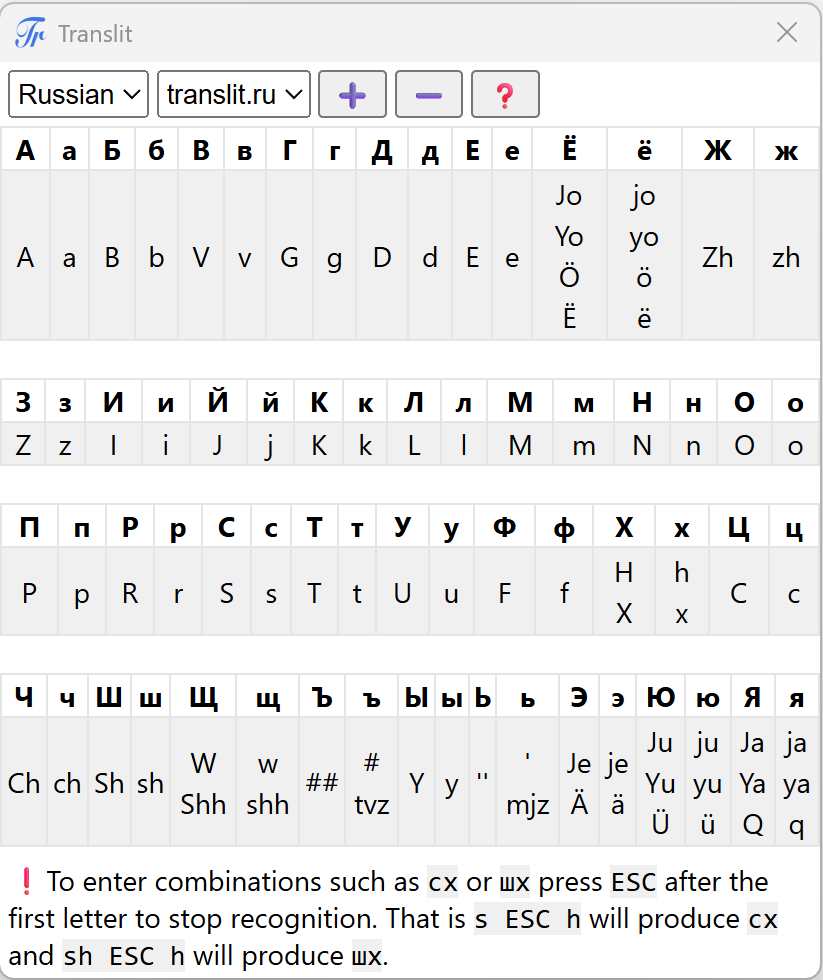 Translit
Russian translit.ru
А а Б б В в Г г Д д Е е Ё ё Ж ж
A a B b V v G g D d E e Jo Yo Ö Ë jo yo ö ë Zh zh
З з И и Й й К к Л л М м Н н О о
Z z I i J j K k L l M m N n O o
П п Р р С с Т т У у Ф ф Х х Ц ц
P p R r S s T t U u F f H X h x C c
Ч ч Ш ш Щ щ Ъ ъ Ы ы Ь ь Э э Ю ю Я я
Ch ch Sh sh W Shh w shh ## # tvz Y y '' ' mjz Je Ä je ä Ju Yu Ü ju yu ü Ja Ya Q ja ya q
❗ To enter combinations such as сх or шх press ESC after the
first letter to stop recognition. That is s ESC h will produce сх
and sh ESC h will produce шх.